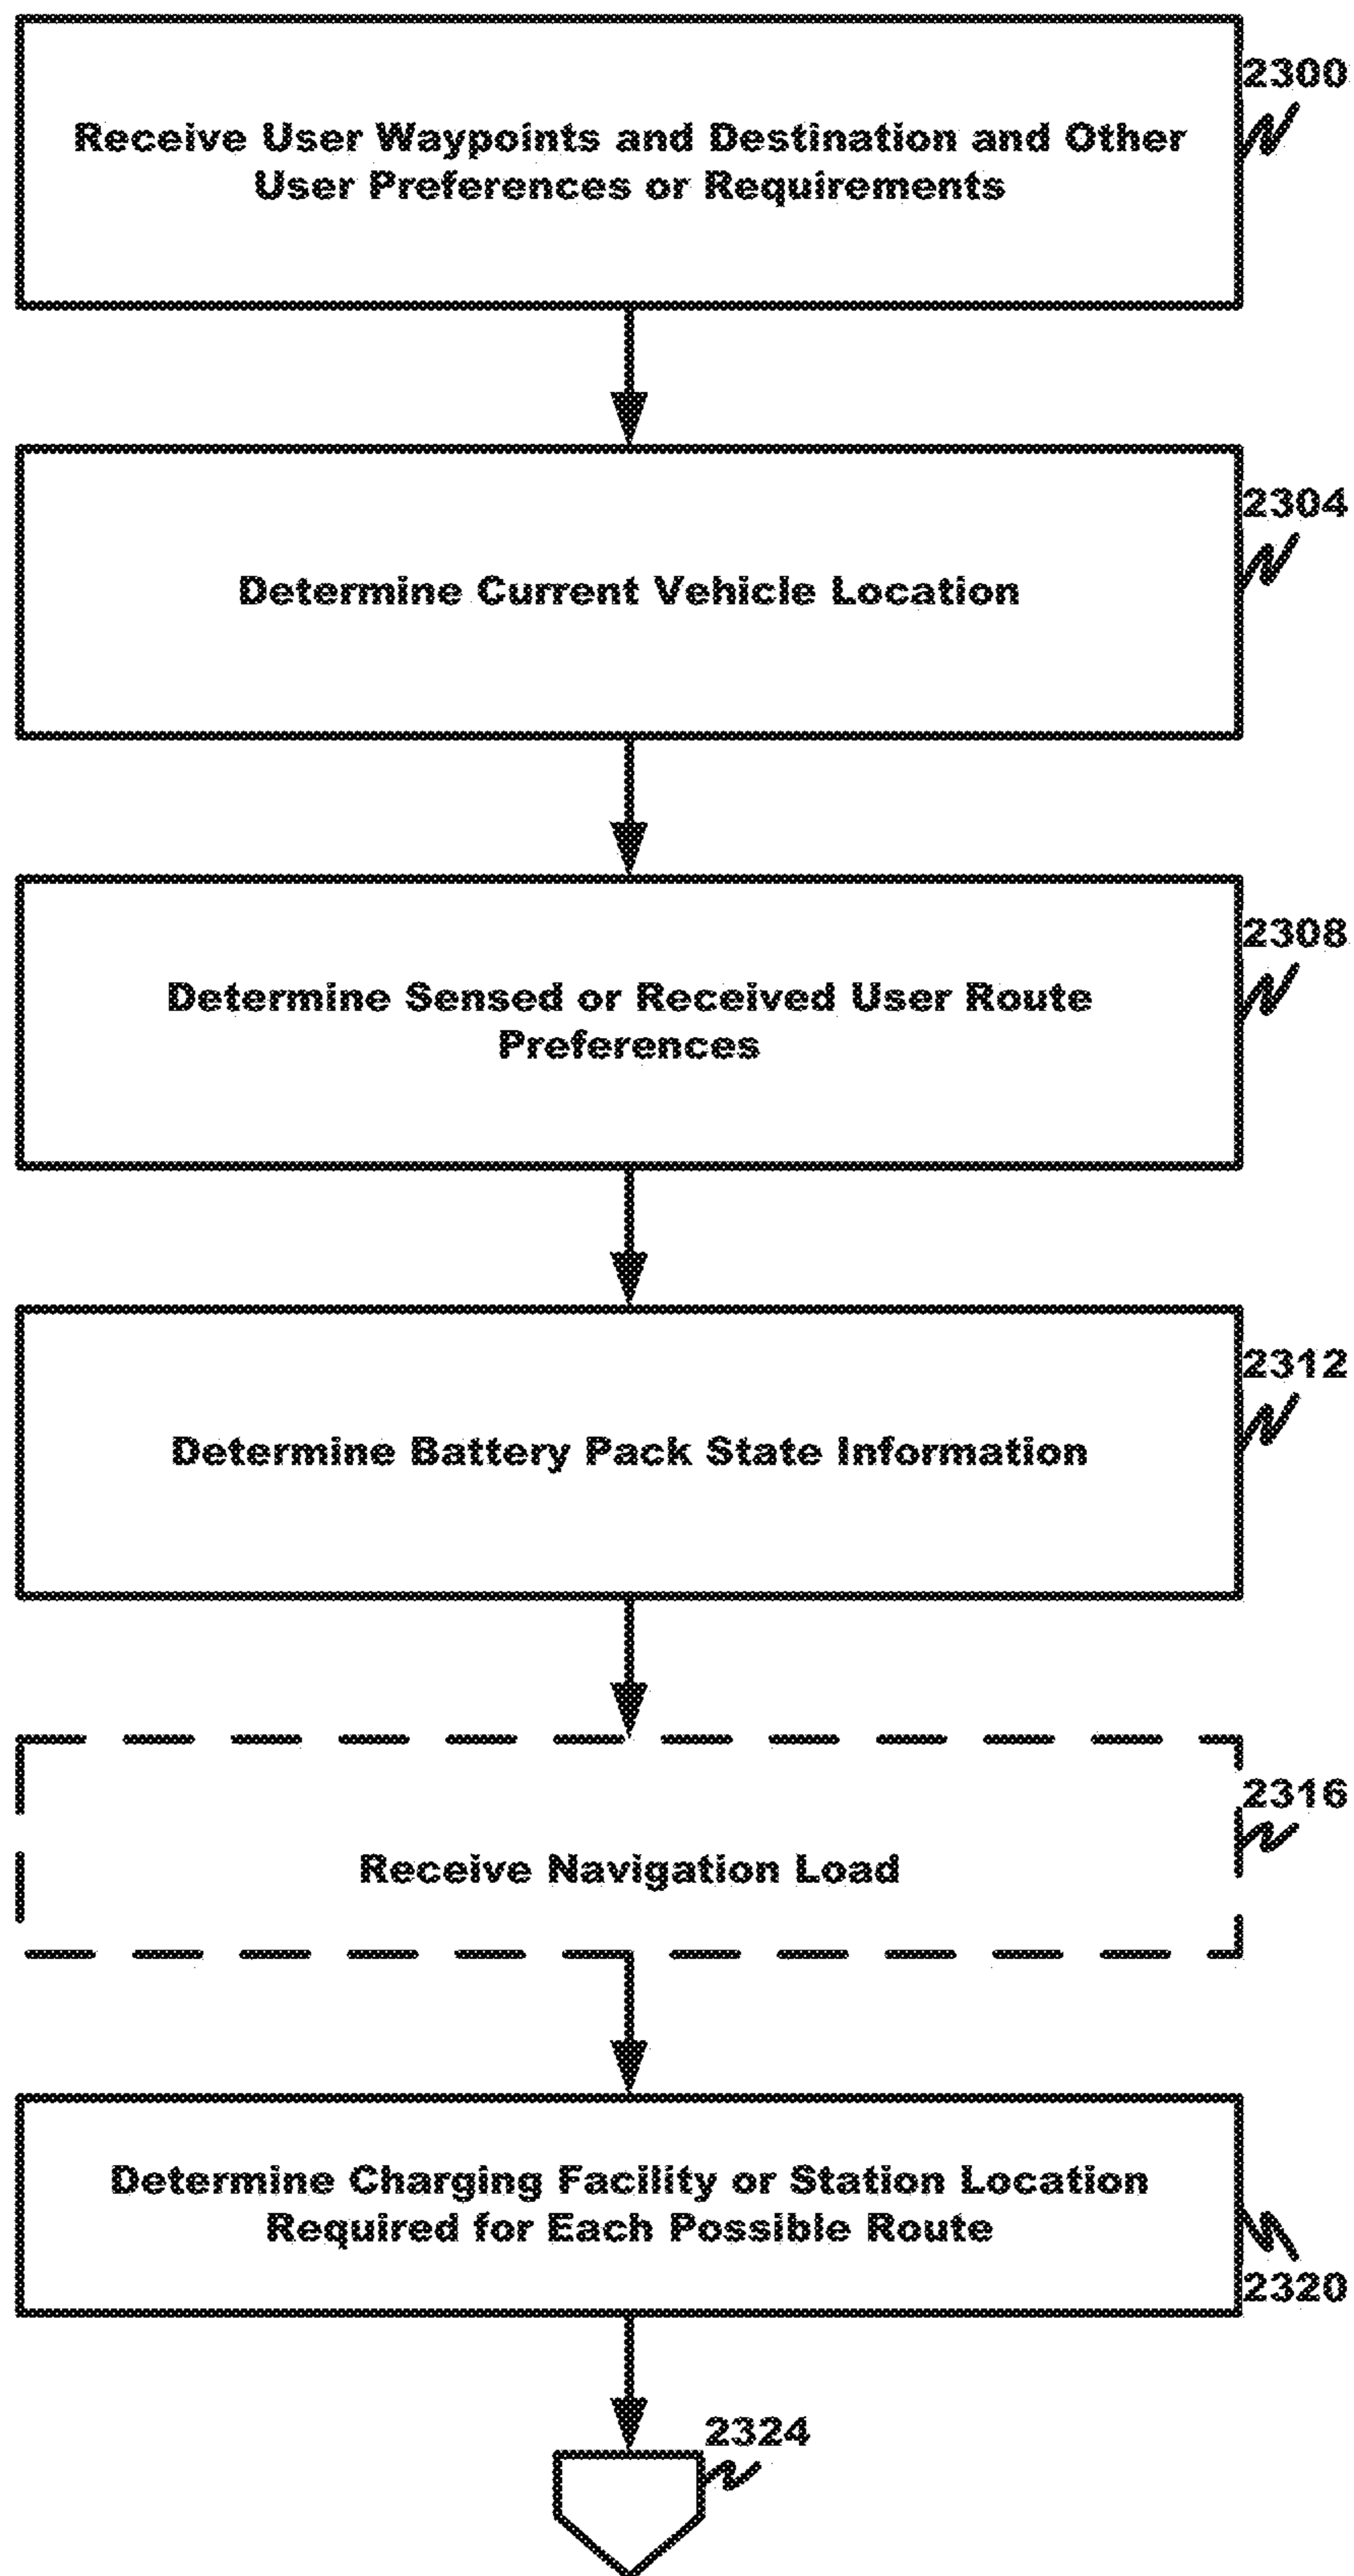 2300
Receive User Waypoints and Destination and Other
User Preferences or Requirements
2304
Determine Current Vehicle Location
2308
Determine Sensed or Received User Route
Preferences
2312
Determine Battery Pack State Information
2316
Receive Navigation Load
Determine Charging Facility or Station Location
Required for Each Possible Route
2320
2324